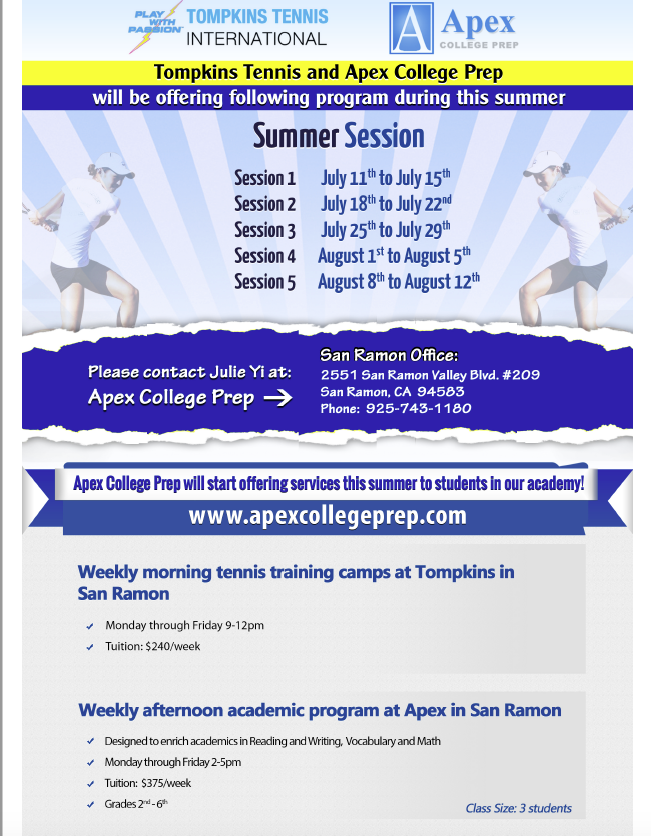 PLAY
WITH
PASSION
TOMPKINS TENNIS
INTERNATIONAL
A
Apex
COLLEGE PREP
Tompkins Tennis and Apex College Prep
will be offering following program during this summer
Summer Session
Session 1 July 11th to July 15th
Session 2 July 18th to July 22nd
Session 3 July 25th to July 29th
Session 4 August 1st to August 5th
Session 5 August 8th to August 12th
Please contact Julie Yi at:
Apex College Prep →
San Ramon Office:
2551 San Ramon Valley Blvd. #209
San Ramon, CA 94583
Phone: 925-743-1180
Apex College Prep will start offering services this summer to students in our academy!
www.apexcollegeprep.com
Weekly morning tennis training camps at Tompkins in
San Ramon
✓ Monday through Friday 9-12pm
✓ Tuition: $240/week
Weekly afternoon academic program at Apex in San Ramon
✓ Designed to enrich academics in Reading and Writing, Vocabulary and Math
✓ Monday through Friday 2-5pm
✓ Tuition: $375/week
✓ Grades 2nd - 6th
Class Size: 3 students